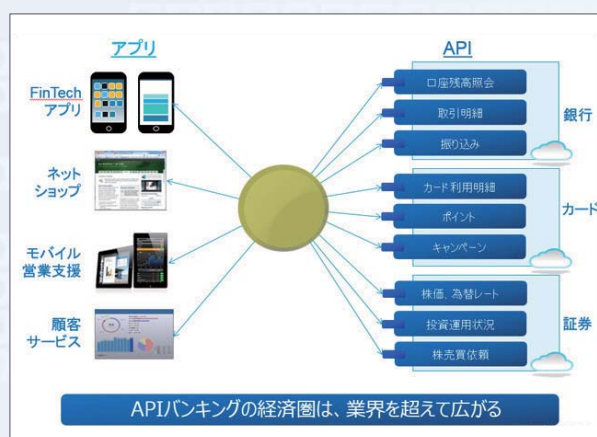 アプリ
FinTech
アプリ
ネット
ショップ
モバイル
営業支援
顧客
サービス
API
口座残高照会
取引明細
振り込み
銀行
カード利用明細
ポイント
キャンペーン
カード
株価、為替レート
投資運用状況
株売買依頼
証券
APIバンキングの経済圏は、業界を超えて広がる